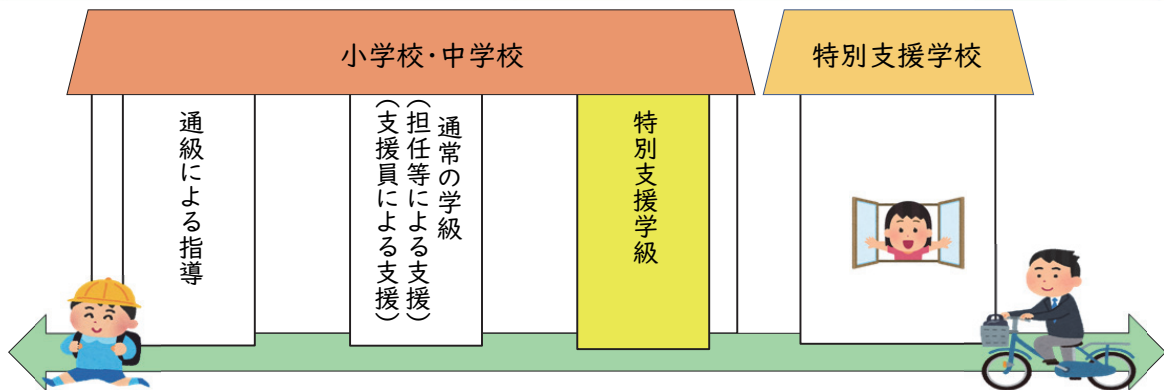 小学校・中学校
特別支援学校
通級による指導
通常の学級
（担任等による支援）
（支援員による支援）
特別支援学級